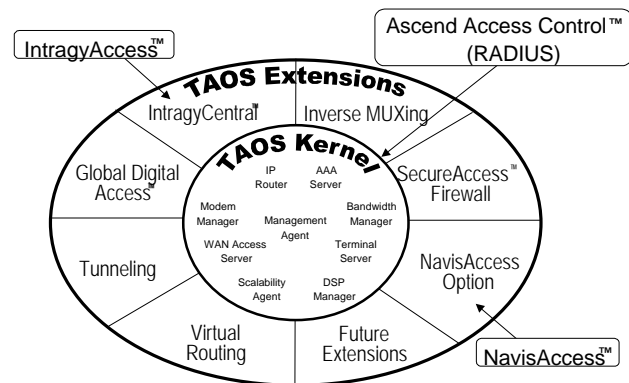 IntragyAccess™
Ascend Access Control™
(RADIUS)
TAOS Extensions
IntragyCentral™
Inverse MUXing
TAOS Kernel
Global Digital
Access™
SecureAccess™
Firewall
IP
Router
AAA
Server
Modem
Manager
Management
Agent
Bandwidth
Manager
WAN Access
Server
Terminal
Server
Scalability
Agent
DSP
Manager
Tunneling
NavisAccess
Option
Virtual
Routing
Future
Extensions
NavisAccess™